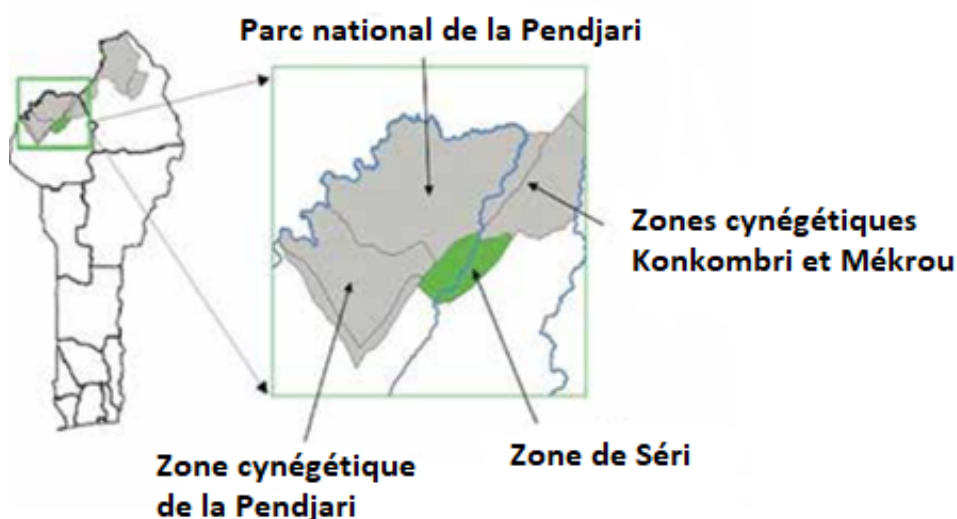 Parc national de la Pendjari
Zones cynégétiques
Konkombri et Mékrou
Zone de Séri
Zone cynégétique
de la Pendjari